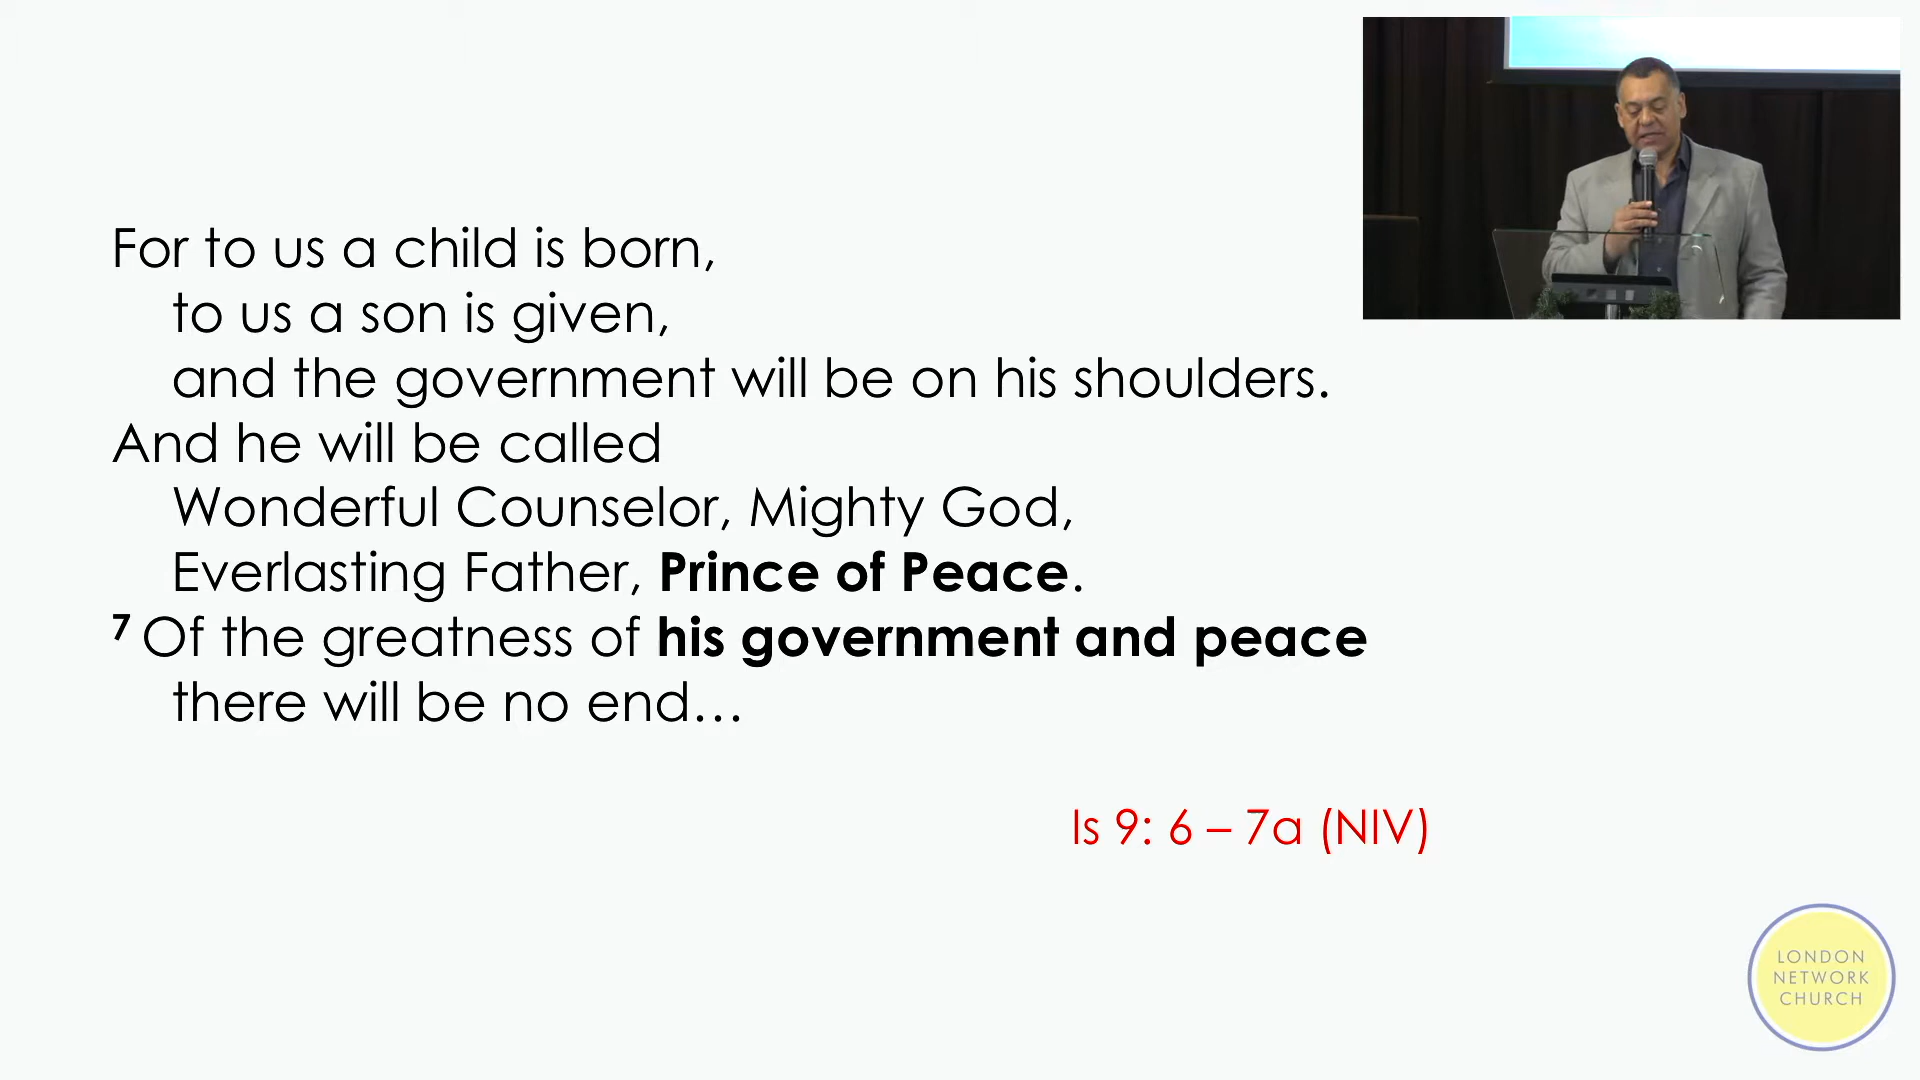 For to us a child is born,
to us a son is given,
and the government will be on his shoulders.
And he will be called
Wonderful Counselor, Mighty God,
Everlasting Father, Prince of Peace.
7 Of the greatness of his government and peace
there will be no end…
Is 9: 6 – 7a (NIV)
LONDON
NETWORK
CHURCH